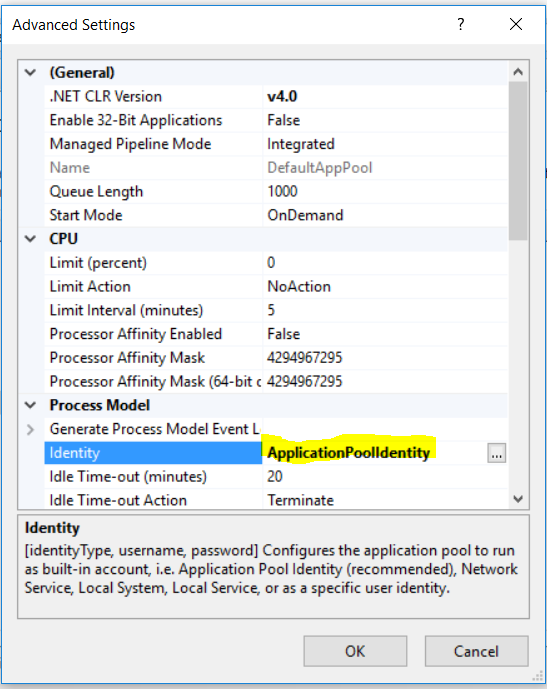 Advanced Settings ? ×
(General)
.NET CLR Version v4.0
Enable 32-Bit Applications False
Managed Pipeline Mode Integrated
Name DefaultAppPool
Queue Length 1000
Start Mode OnDemand
CPU
Limit (percent) 0
Limit Action NoAction
Limit Interval (minutes) 5
Processor Affinity Enabled False
Processor Affinity Mask 4294967295
Processor Affinity Mask (64-bit o 4294967295
Process Model
Generate Process Model Event L
Identity ApplicationPoolIdentity ...
Idle Time-out (minutes) 20
Idle Time-out Action Terminate
Identity
[identityType, username, password] Configures the application pool to run
as built-in account, i.e. Application Pool Identity (recommended), Network
Service, Local System, Local Service, or as a specific user identity.
OK Cancel